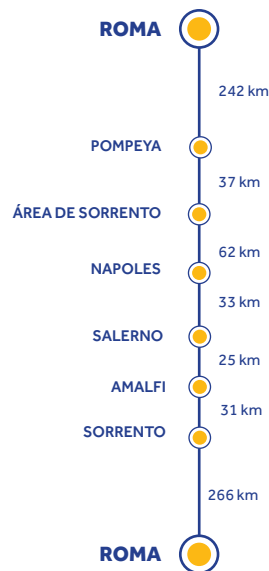 ROMA
242 km
POMPEYA
37 km
ÁREA DE SORRENTO
62 km
NAPOLES
33 km
SALERNO
25 km
AMALFI
31 km
SORRENTO
266 km
ROMA